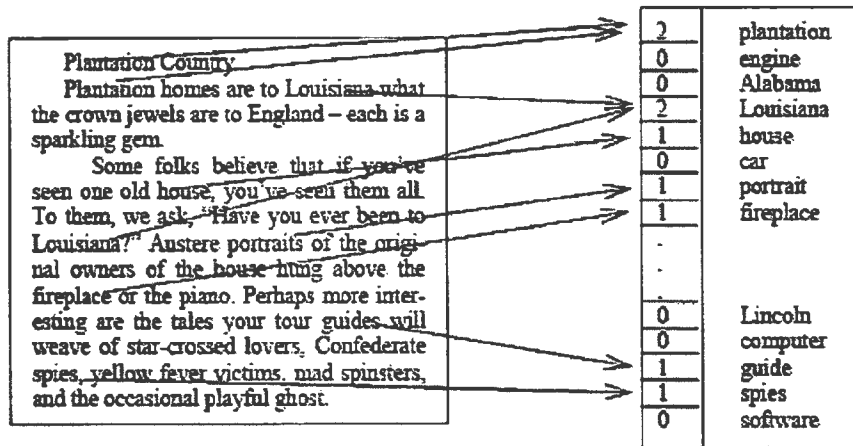 Plantation Country
Plantation homes are to Louisiana what
the crown jewels are to England – each is a
sparkling gem.
Some folks believe that if you've
seen one old house, you've seen them all.
To them, we ask, “Have you ever been to
Louisiana?” Austere portraits of the origi-
nal owners of the house hung above the
fireplace or the piano. Perhaps more inter-
esting are the tales your tour guides will
weave of star-crossed lovers, Confederate
spies, yellow fever victims, mad spinsters,
and the occasional playful ghost.
2 plantation
0 engine
0 Alabama
2 Louisiana
1 house
0 car
1 portrait
1 fireplace
.
.
.
0 Lincoln
0 computer
1 guide
1 spies
0 software